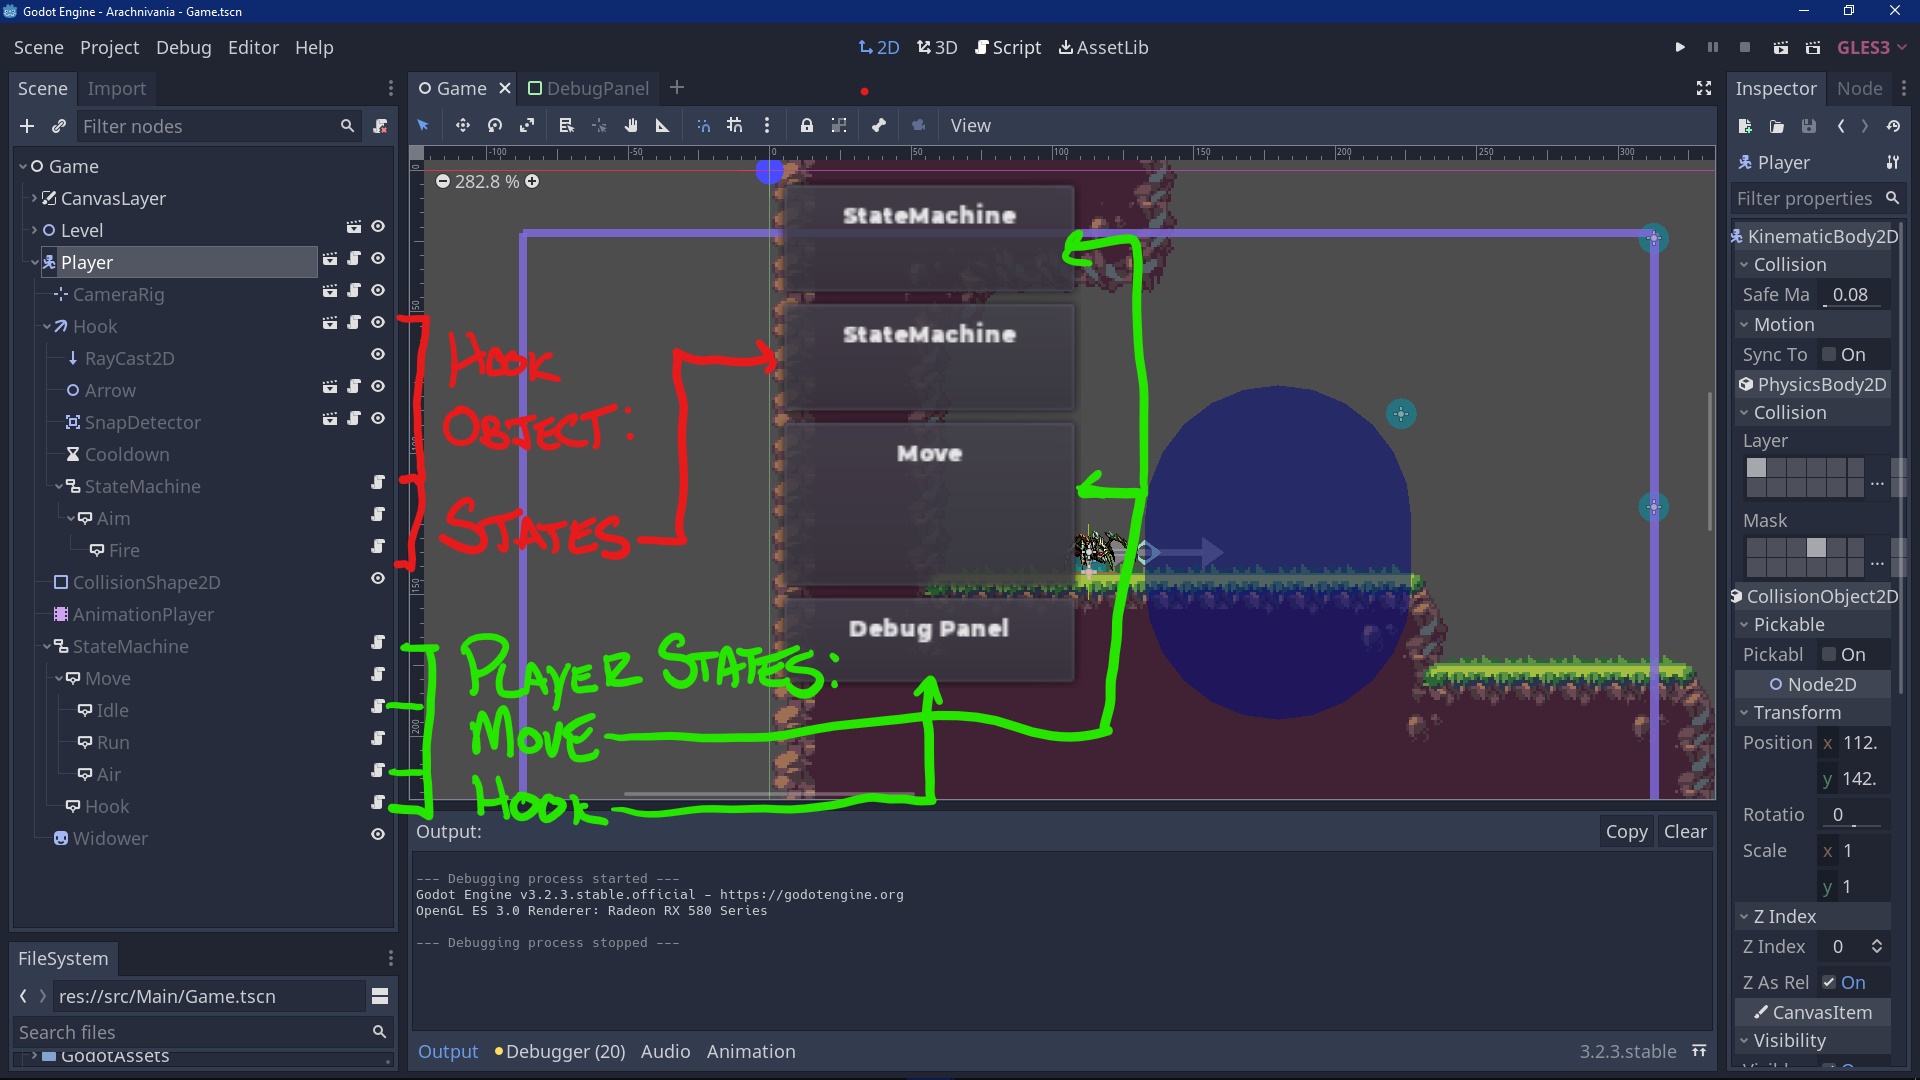 Godot Engine - Arachnivania - Game.tscn
Scene Project Debug Editor Help
2D 3D Script AssetLib
GLES3
Scene Import
Game DebugPanel
Inspector Node
Filter nodes
View
Game
CanvasLayer
Level
Player
CameraRig
Hook
RayCast2D
Arrow
SnapDetector
Cooldown
StateMachine
Aim
Fire
CollisionShape2D
AnimationPlayer
StateMachine
Move
Idle
Run
Air
Hook
Widower
-100 -50 0 50 100 150 200 250 300
0
50
100
150
200
282.8 %
StateMachine
StateMachine
Move
Debug Panel
HOOK
OBJECT:
STATES
PLAYER STATES:
MOVE
HOOK
Output:
Copy Clear
--- Debugging process started ---
Godot Engine v3.2.3.stable.official - https://godotengine.org
OpenGL ES 3.0 Renderer: Radeon RX 580 Series
--- Debugging process stopped ---
Output Debugger (20) Audio Animation
3.2.3.stable
FileSystem
res://src/Main/Game.tscn
Search files
GodotAssets
Player
Filter properties
KinematicBody2D
Collision
Safe Ma 0.08
Motion
Sync To On
PhysicsBody2D
Collision
Layer
...
Mask
...
CollisionObject2D
Pickable
Pickabl On
Node2D
Transform
Position x 112.
y 142.
Rotatio 0
Scale x 1
y 1
Z Index
Z Index 0
Z As Rel On
CanvasItem
Visibility